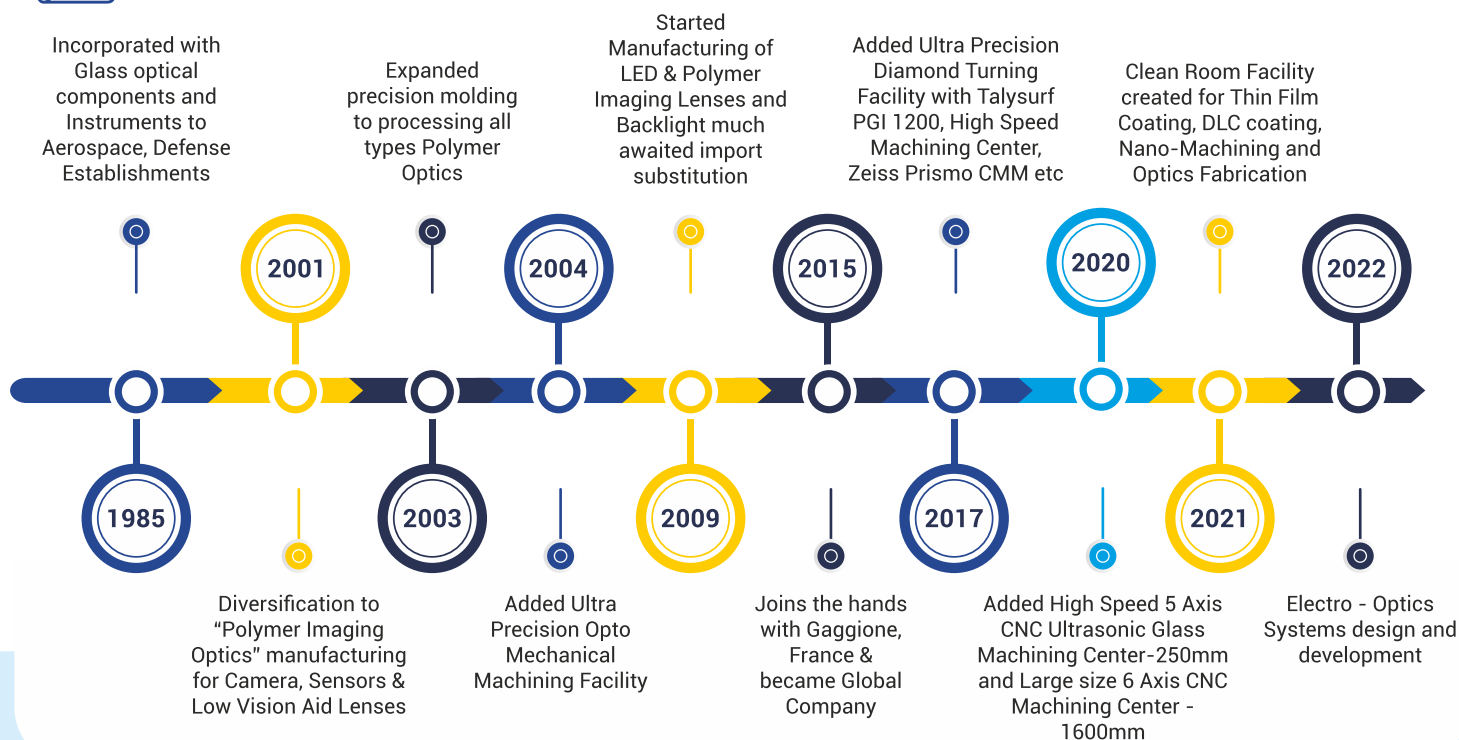 Incorporated with
Glass optical
components and
Instruments to
Aerospace, Defense
Establishments
1985
2001
Diversification to
“Polymer Imaging
Optics” manufacturing
for Camera, Sensors &
Low Vision Aid Lenses
Expanded
precision molding
to processing all
types Polymer
Optics
2003
2004
Added Ultra
Precision Opto
Mechanical
Machining Facility
Started
Manufacturing of
LED & Polymer
Imaging Lenses and
Backlight much
awaited import
substitution
2009
2015
Joins the hands
with Gaggione,
France &
became Global
Company
Added Ultra Precision
Diamond Turning
Facility with Talysurf
PGI 1200, High Speed
Machining Center,
Zeiss Prismo CMM etc
2017
2020
Added High Speed 5 Axis
CNC Ultrasonic Glass
Machining Center-250mm
and Large size 6 Axis CNC
Machining Center -
1600mm
Clean Room Facility
created for Thin Film
Coating, DLC coating,
Nano-Machining and
Optics Fabrication
2021
2022
Electro - Optics
Systems design and
development